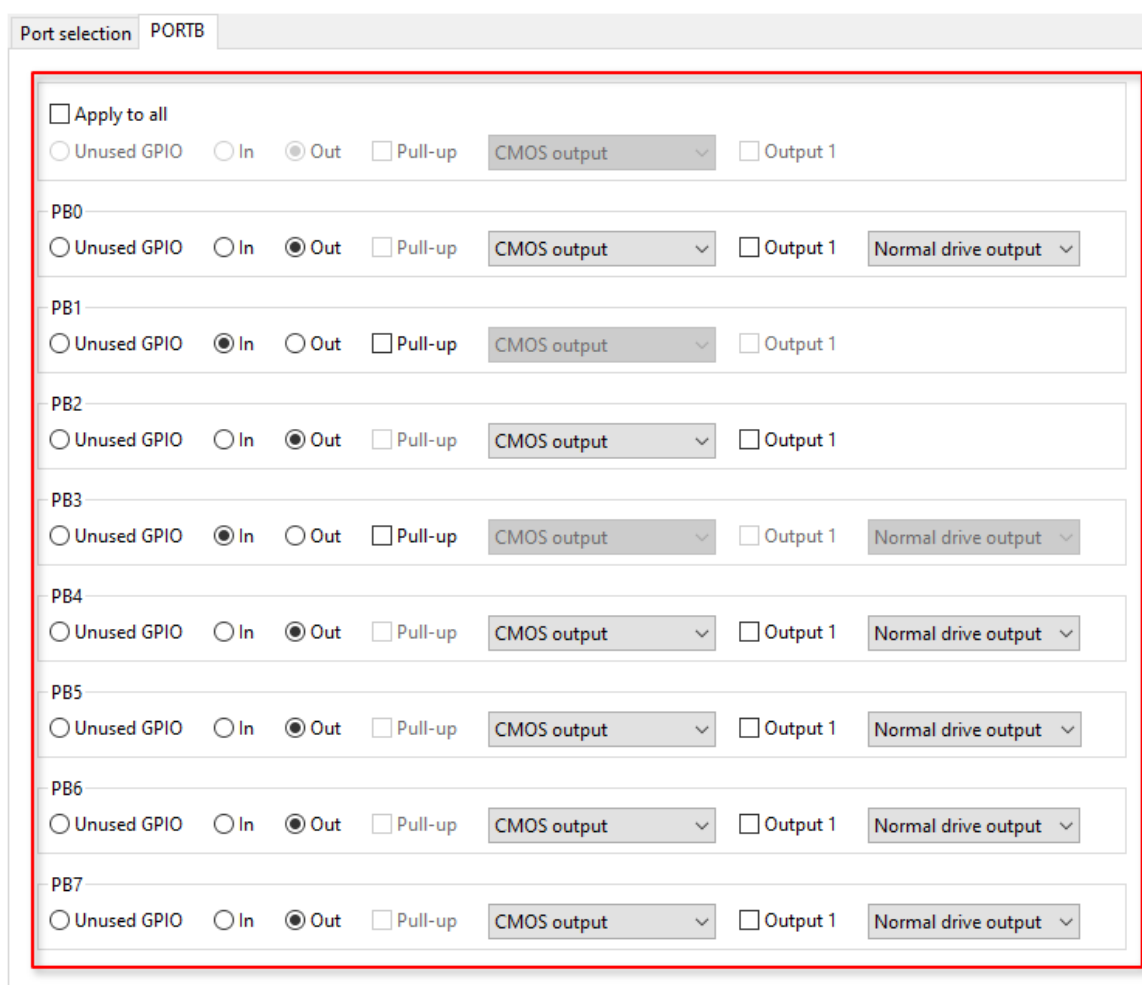 Port selection PORTB
Apply to all
Unused GPIO In Out Pull-up CMOS output Output 1
PB0
Unused GPIO In Out Pull-up CMOS output Output 1 Normal drive output
PB1
Unused GPIO In Out Pull-up CMOS output Output 1
PB2
Unused GPIO In Out Pull-up CMOS output Output 1
PB3
Unused GPIO In Out Pull-up CMOS output Output 1 Normal drive output
PB4
Unused GPIO In Out Pull-up CMOS output Output 1 Normal drive output
PB5
Unused GPIO In Out Pull-up CMOS output Output 1 Normal drive output
PB6
Unused GPIO In Out Pull-up CMOS output Output 1 Normal drive output
PB7
Unused GPIO In Out Pull-up CMOS output Output 1 Normal drive output